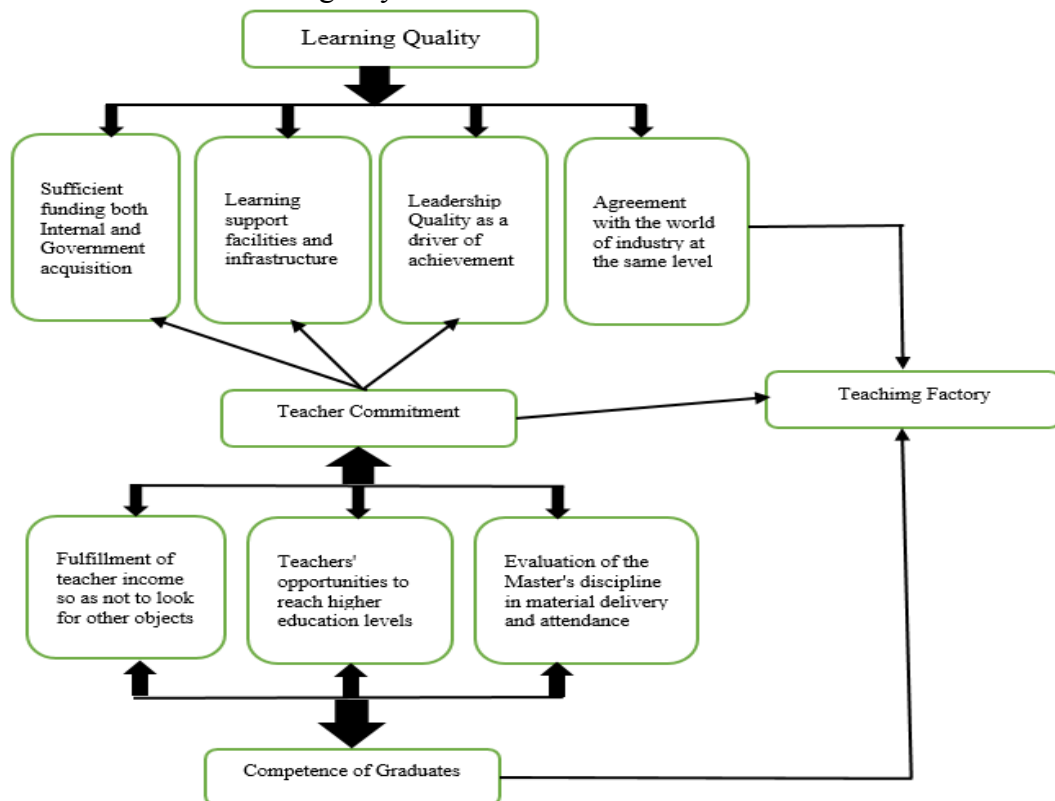 Learning Quality
Sufficient
funding both
Internal and
Government
acquisition
Learning
support
facilities and
infrastructure
Leadership
Quality as a
driver of
achievement
Agreement
with the world
of industry at
the same level
Teacher Commitment
Teachimg Factory
Fulfillment of
teacher income
so as not to look
for other objects
Teachers'
opportunities to
reach higher
education levels
Evaluation of the
Master's discipline
in material delivery
and attendance
Competence of Graduates